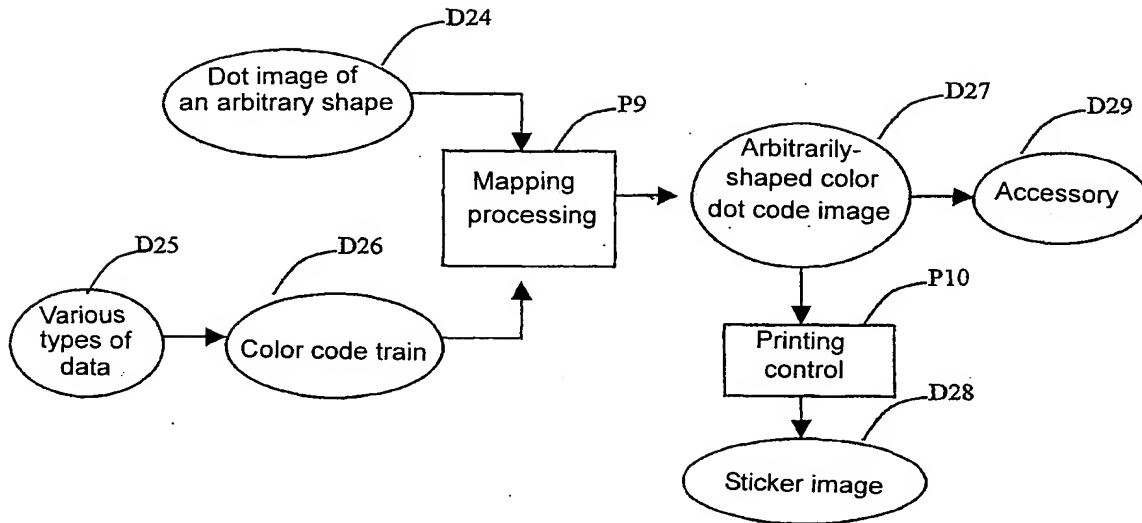 D24
Dot image of
an arbitrary shape
P9
Mapping
processing
D27
Arbitrarily-
shaped color
dot code image
D29
Accessory
D25
Various
types of
data
D26
Color code train
P10
Printing
control
D28
Sticker image